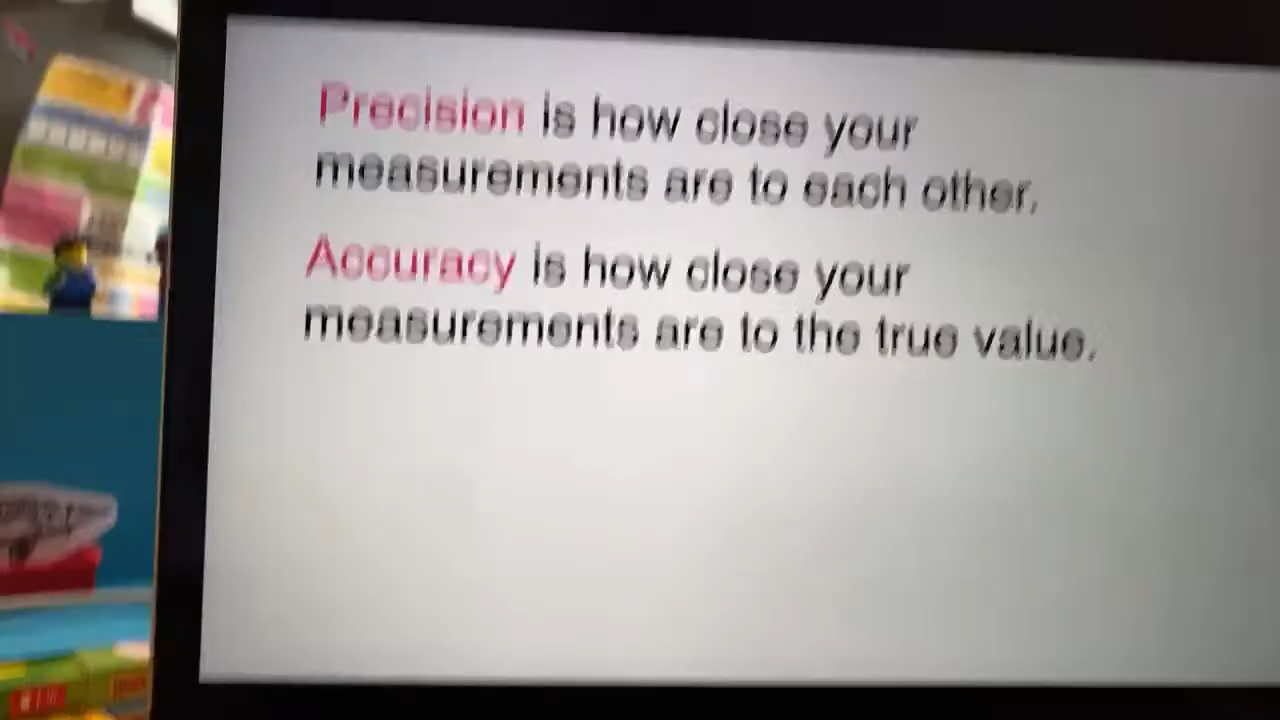 Precision is how close your
measurements are to each other.
Accuracy is how close your
measurements are to the true value.